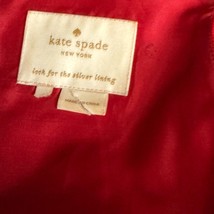 kate spade
NEW YORK
look for the silver lining